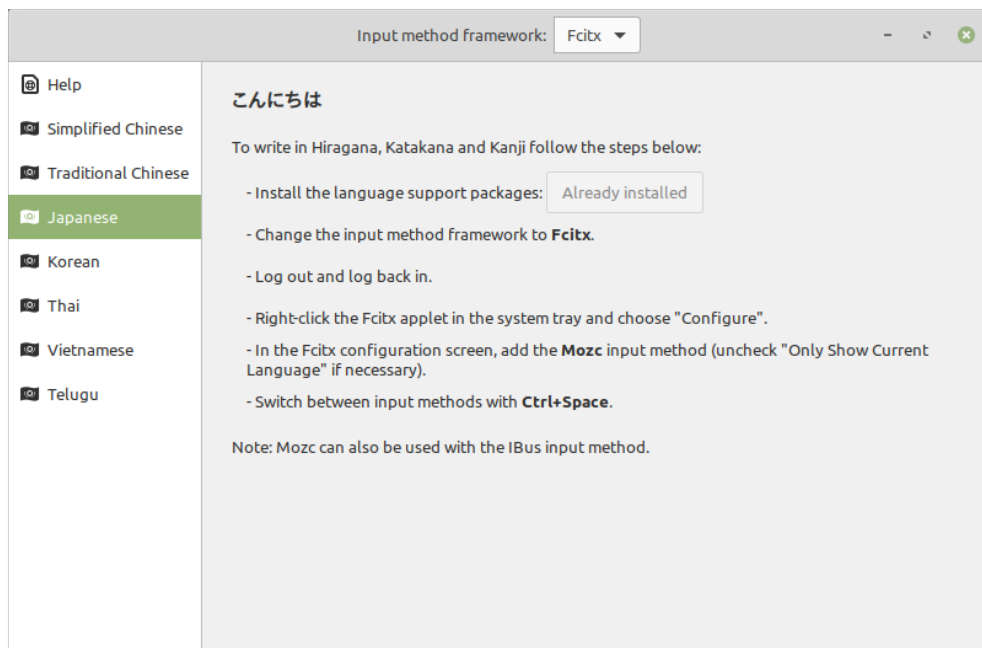 Input method framework: Fcitx
Help
Simplified Chinese
Traditional Chinese
Japanese
Korean
Thai
Vietnamese
Telugu
こんにちは
To write in Hiragana, Katakana and Kanji follow the steps below:
- Install the language support packages: Already installed
- Change the input method framework to Fcitx.
- Log out and log back in.
- Right-click the Fcitx applet in the system tray and choose "Configure".
- In the Fcitx configuration screen, add the Mozc input method (uncheck "Only Show Current
Language" if necessary).
- Switch between input methods with Ctrl+Space.
Note: Mozc can also be used with the IBus input method.